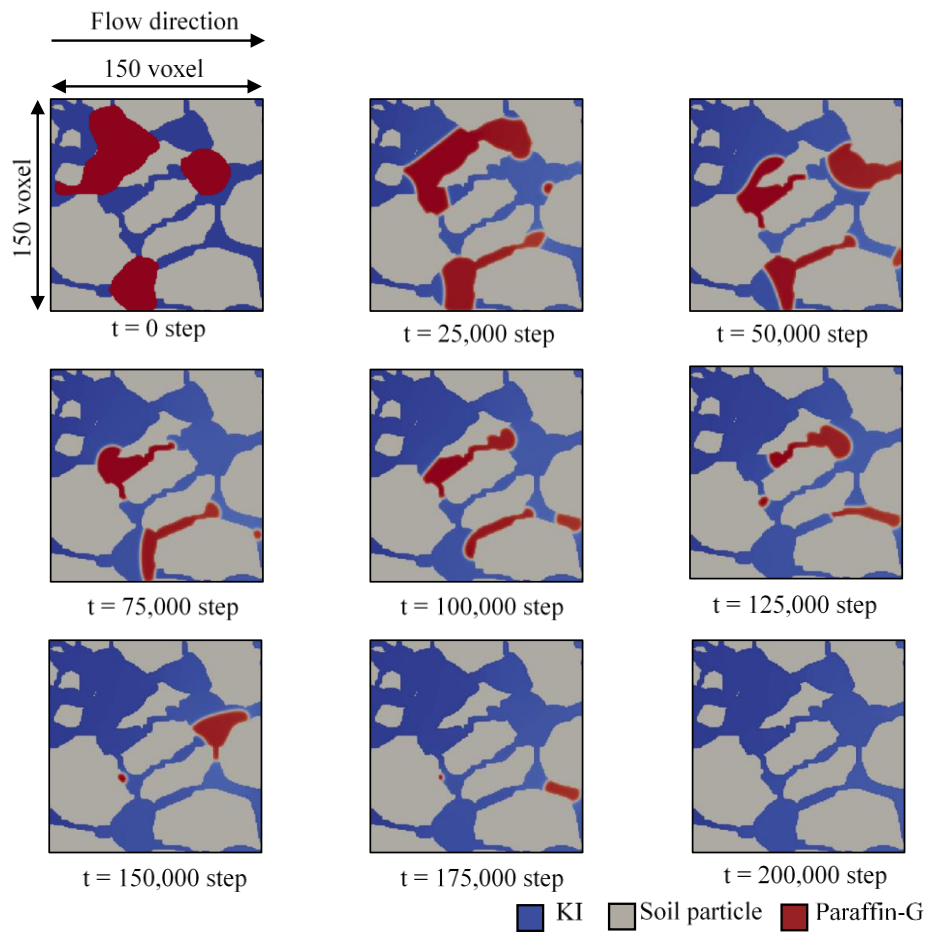 Flow direction
150 voxel
150 voxel
t = 0 step
t = 25,000 step
t = 50,000 step
t = 75,000 step
t = 100,000 step
t = 125,000 step
t = 150,000 step
t = 175,000 step
t = 200,000 step
KI
Soil particle
Paraffin-G